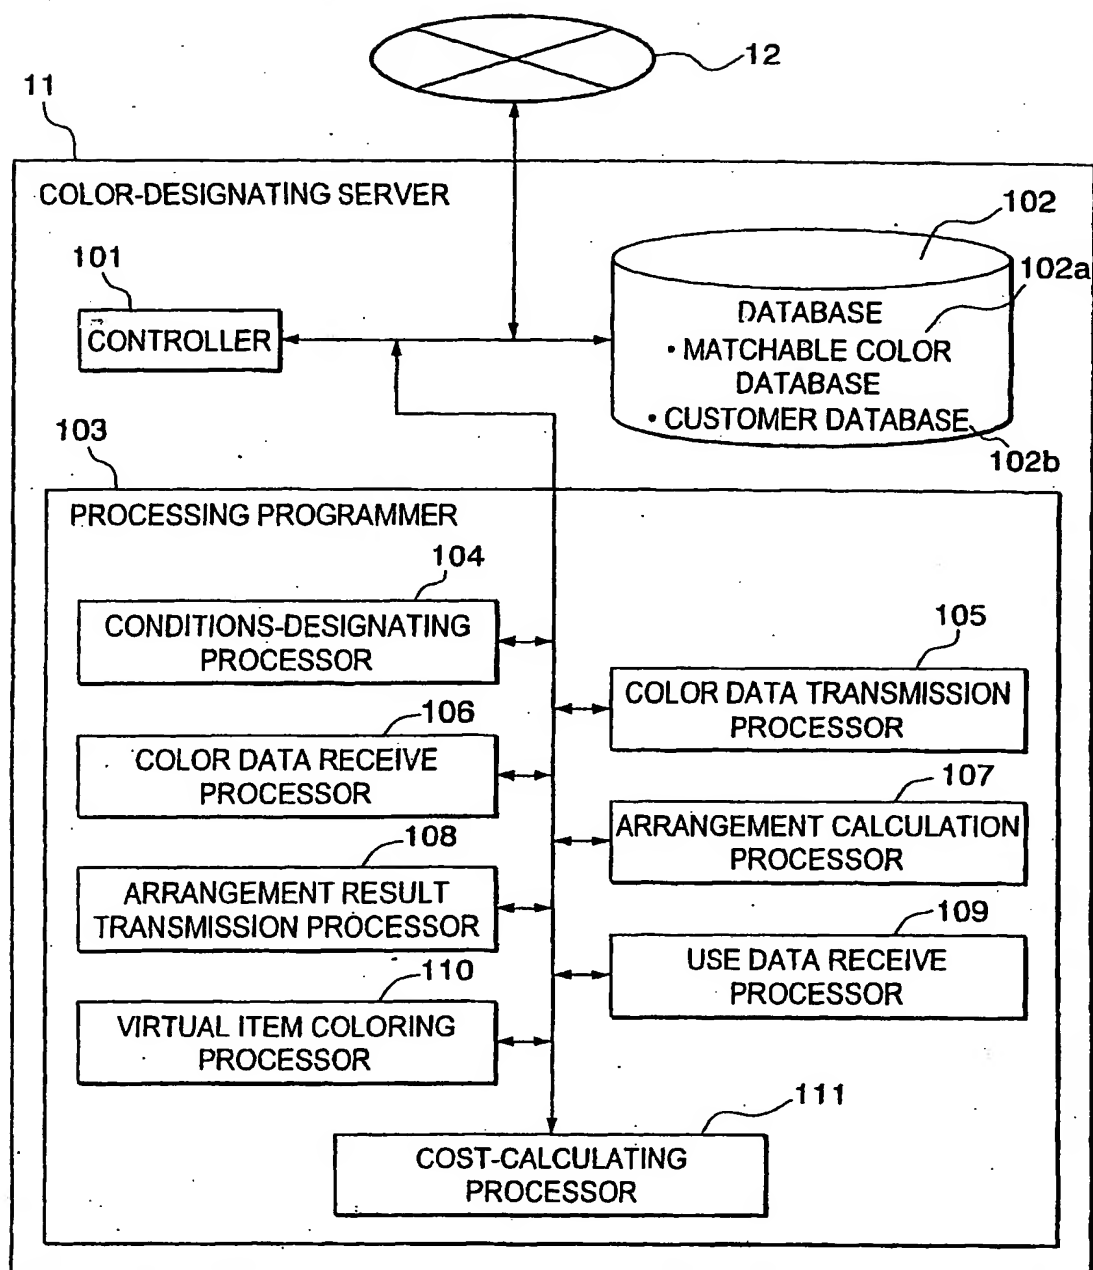 12
11
COLOR-DESIGNATING SERVER
101
CONTROLLER
102
102a
DATABASE
• MATCHABLE COLOR
DATABASE
• CUSTOMER DATABASE
102b
103
PROCESSING PROGRAMMER
104
CONDITIONS-DESIGNATING
PROCESSOR
105
COLOR DATA TRANSMISSION
PROCESSOR
106
COLOR DATA RECEIVE
PROCESSOR
107
ARRANGEMENT CALCULATION
PROCESSOR
108
ARRANGEMENT RESULT
TRANSMISSION PROCESSOR
109
USE DATA RECEIVE
PROCESSOR
110
VIRTUAL ITEM COLORING
PROCESSOR
111
COST-CALCULATING
PROCESSOR